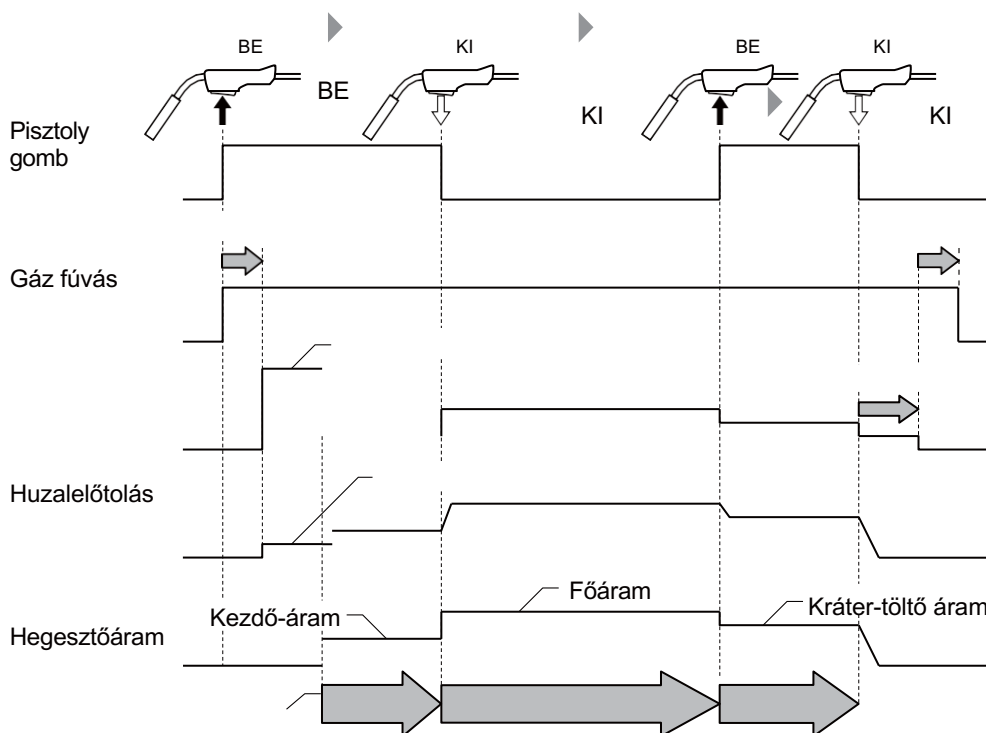 BE
KI
BE
KI
BE
KI
KI
Pisztoly
gomb
Gáz fúvás
Huzalelőtolás
Kezdő-áram
Főáram
Kráter-töltő áram
Hegesztőáram